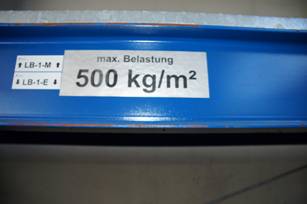 ↑ LB-1-M ↑
↓ LB-1-E ↓
max. Belastung
500 kg/m²